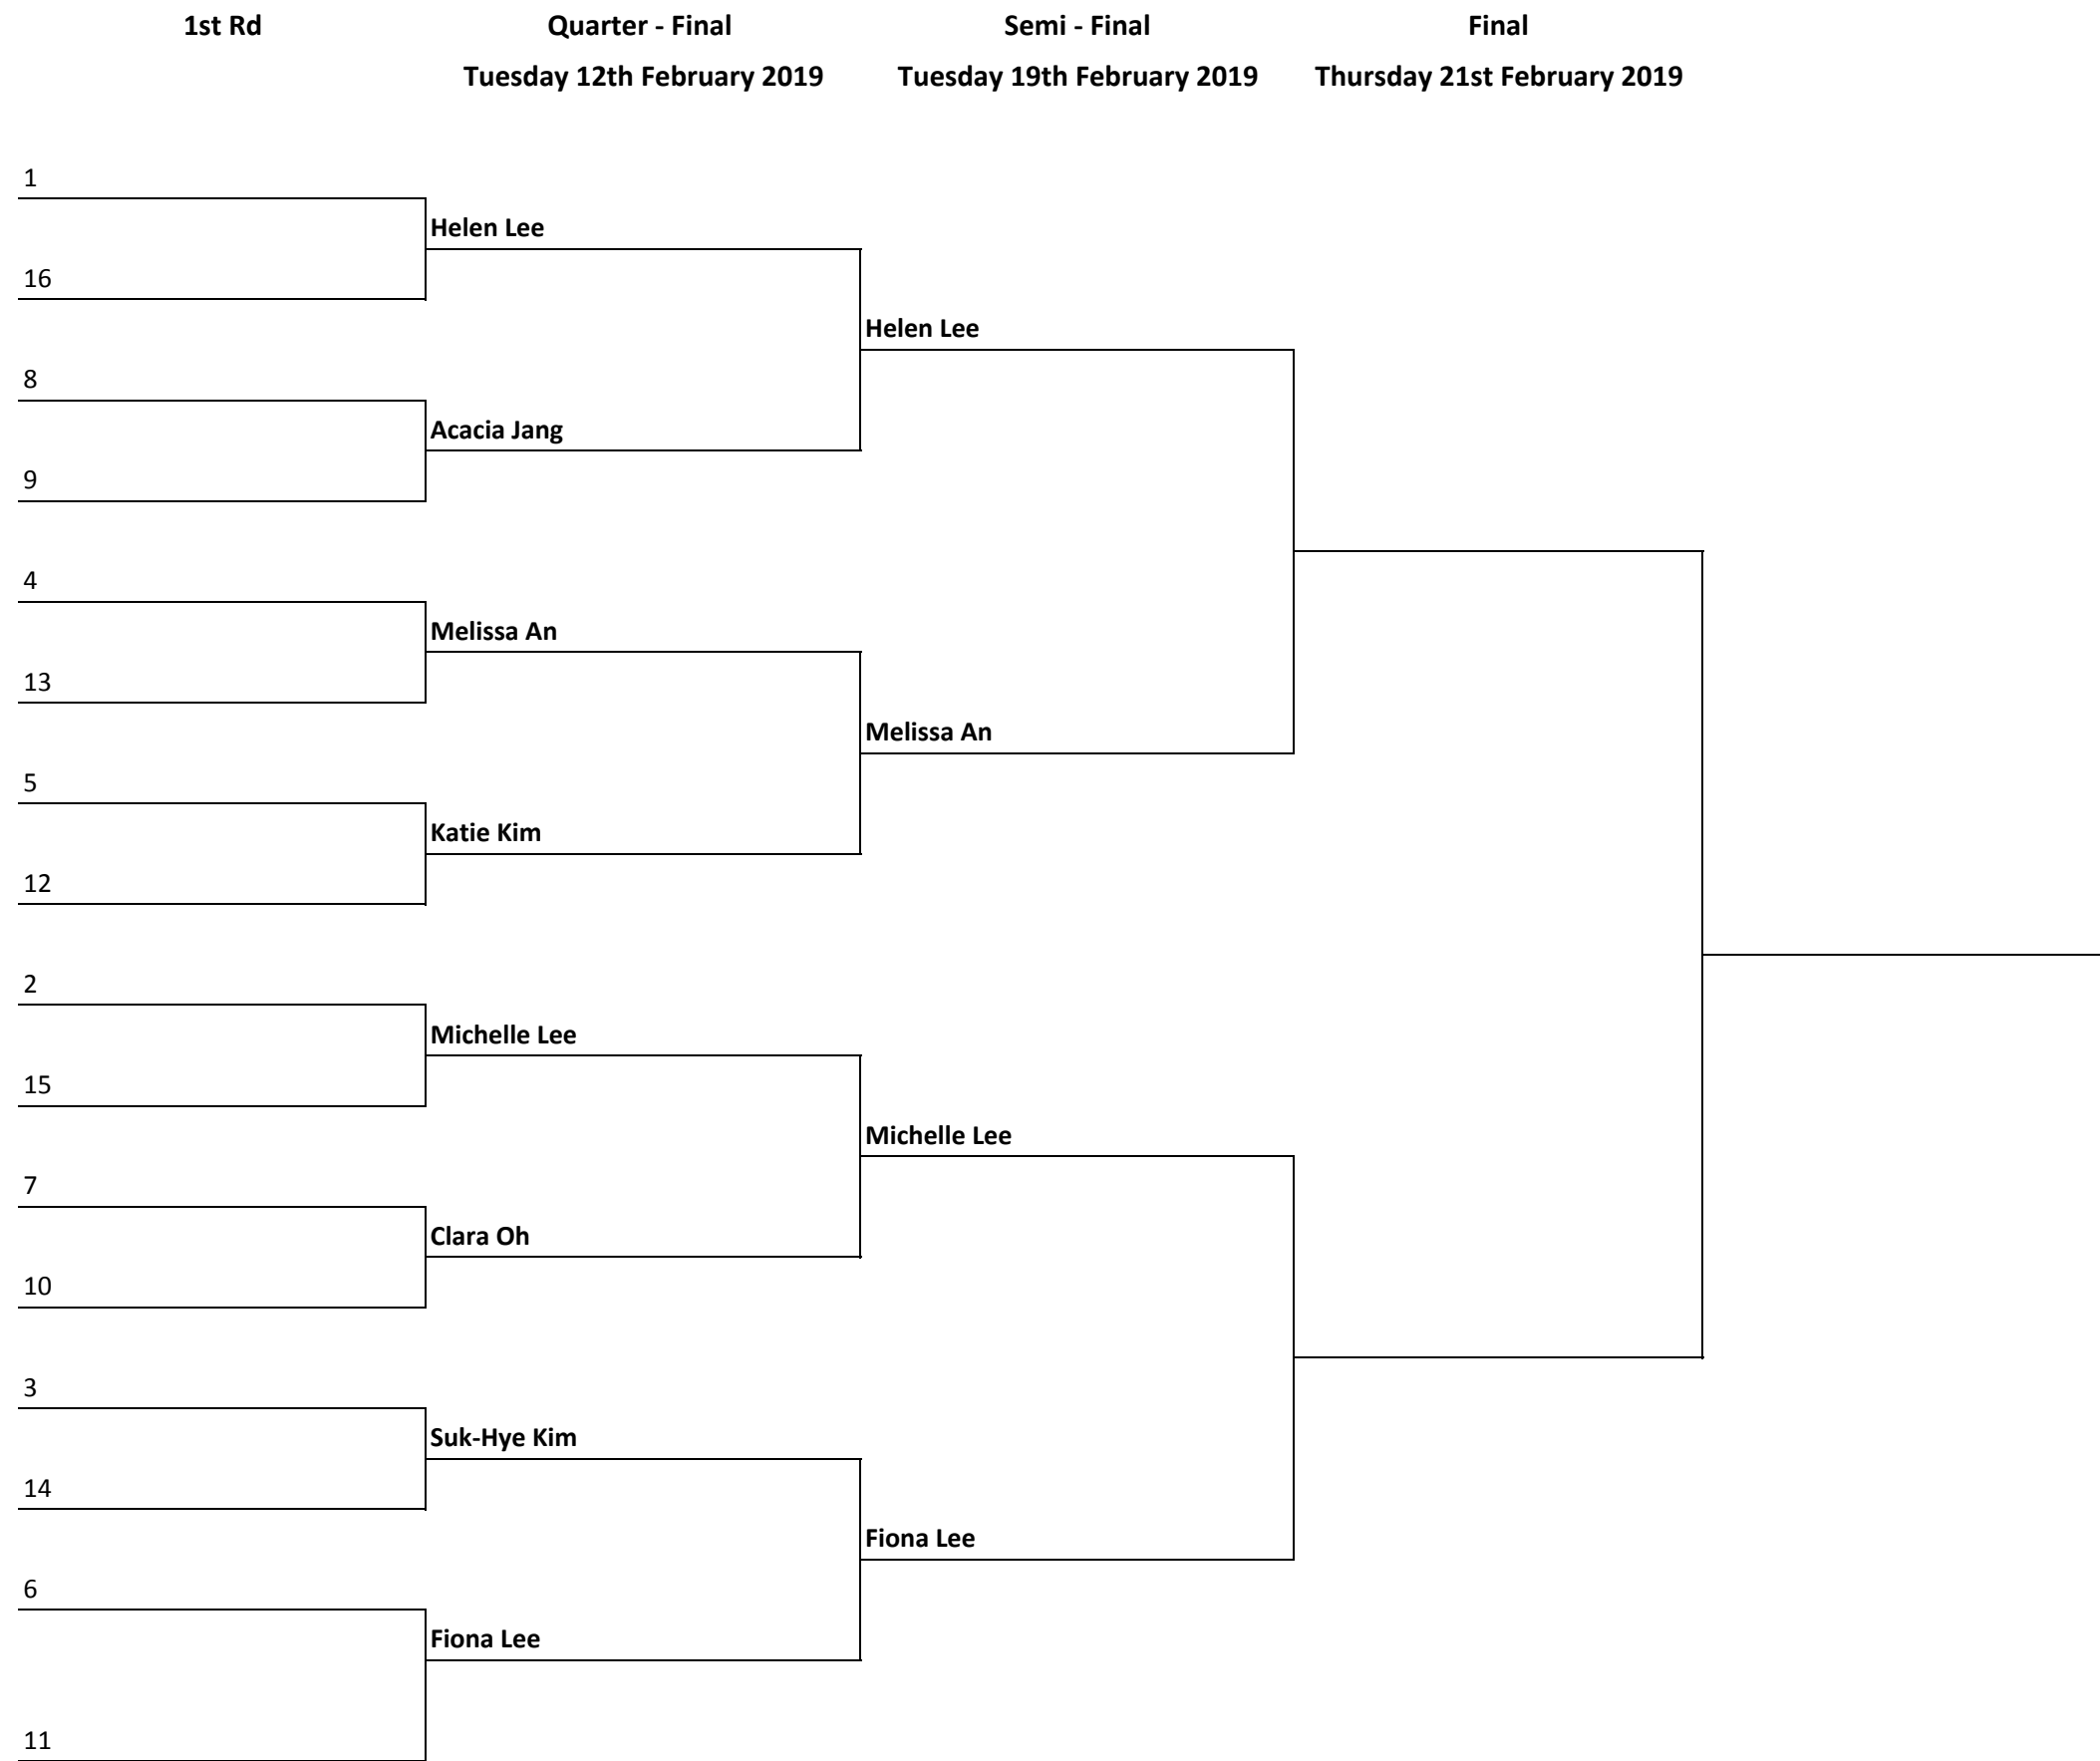 1st Rd Quarter - Final Semi - Final Final
Tuesday 12th February 2019 Tuesday 19th February 2019 Thursday 21st February 2019
1
Helen Lee
16
Helen Lee
8
Acacia Jang
9
4
Melissa An
13
Melissa An
5
Katie Kim
12
2
Michelle Lee
15
Michelle Lee
7
Clara Oh
10
3
Suk-Hye Kim
14
Fiona Lee
6
Fiona Lee
11